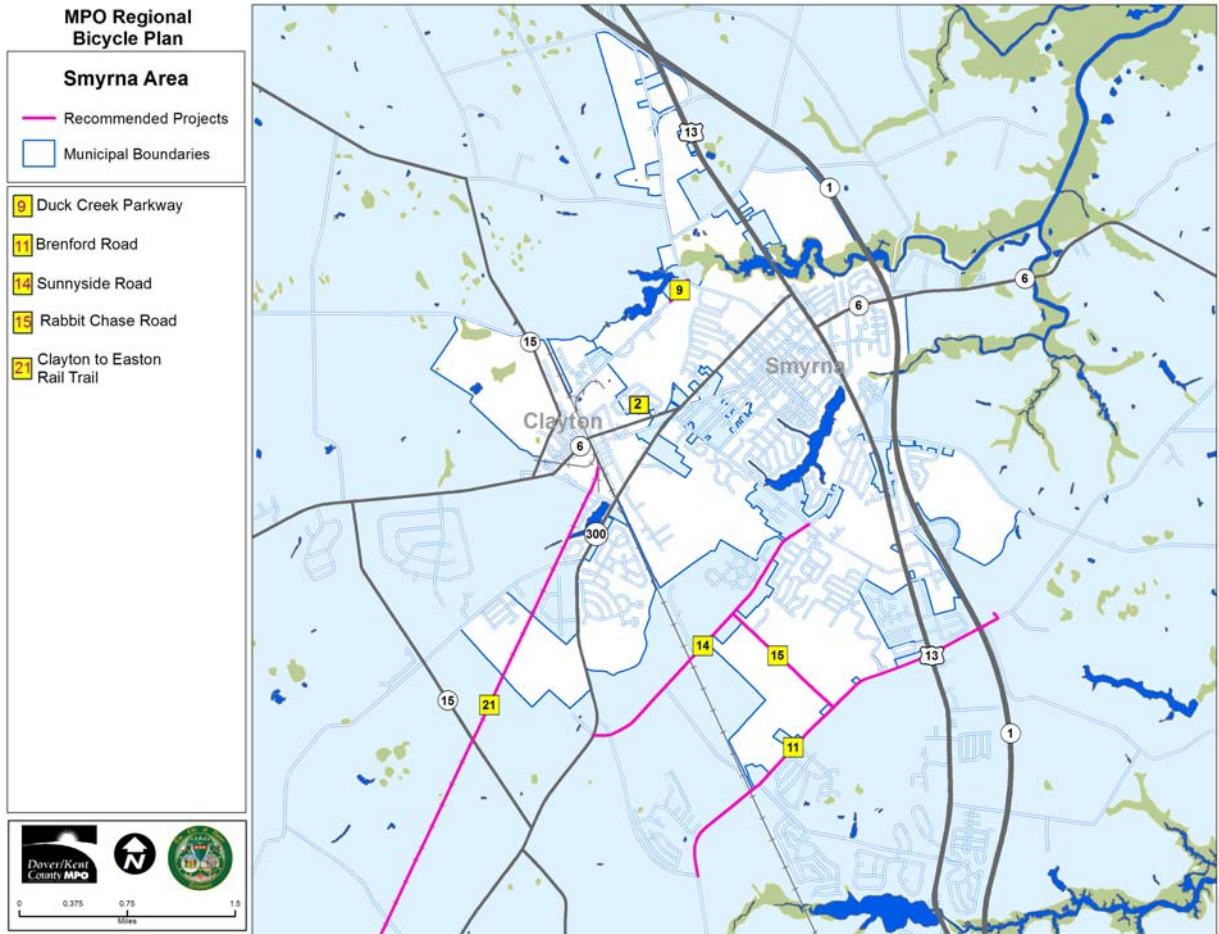 MPO Regional
Bicycle Plan
Smyrna Area
Recommended Projects
Municipal Boundaries
9 Duck Creek Parkway
11 Brenford Road
14 Sunnyside Road
15 Rabbit Chase Road
21 Clayton to Easton
Rail Trail
Dover/Kent
County MPO
N
0 0.375 0.75 1.5
Miles
13
1
9
6
6
15
Smyrna
2
Clayton
6
300
14
15
13
15
21
1
11